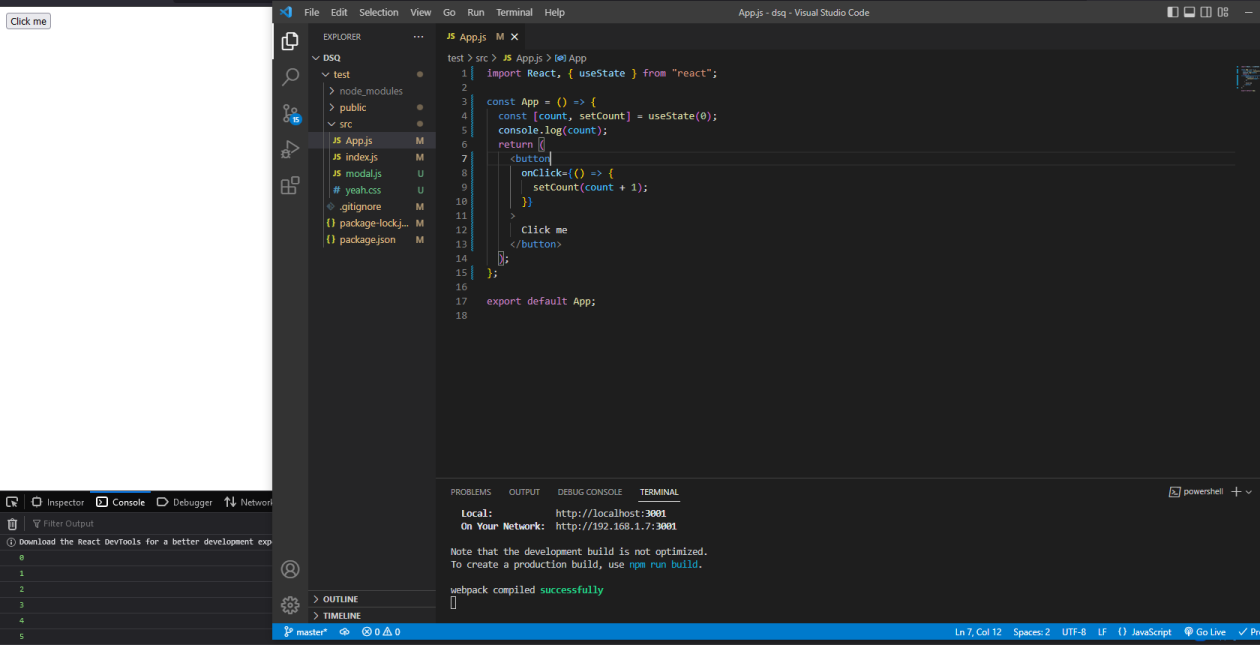 Click me
Inspector Console Debugger Network
Filter Output
Download the React DevTools for a better development exp
0
1
2
3
4
5
File Edit Selection View Go Run Terminal Help
App.js - dsq - Visual Studio Code
EXPLORER ...
15
DSQ
test
node_modules
public
src
JS App.js M
JS index.js M
JS modal.js U
# yeah.css U
.gitignore M
{} package-lock.j... M
{} package.json M
OUTLINE
TIMELINE
JS App.js M
test > src > JS App.js > App
1 import React, { useState } from "react";
2
3 const App = () => {
4 const [count, setCount] = useState(0);
5 console.log(count);
6 return (
7 <button
8 onClick={() => {
9 setCount(count + 1);
10 }}
11 >
12 Click me
13 </button>
14 );
15 };
16
17 export default App;
18
PROBLEMS OUTPUT DEBUG CONSOLE TERMINAL
powershell
Local: http://localhost:3001
On Your Network: http://192.168.1.7:3001
Note that the development build is not optimized.
To create a production build, use npm run build.
webpack compiled successfully
master* 0 0
Ln 7, Col 12 Spaces: 2 UTF-8 LF {} JavaScript Go Live Pr